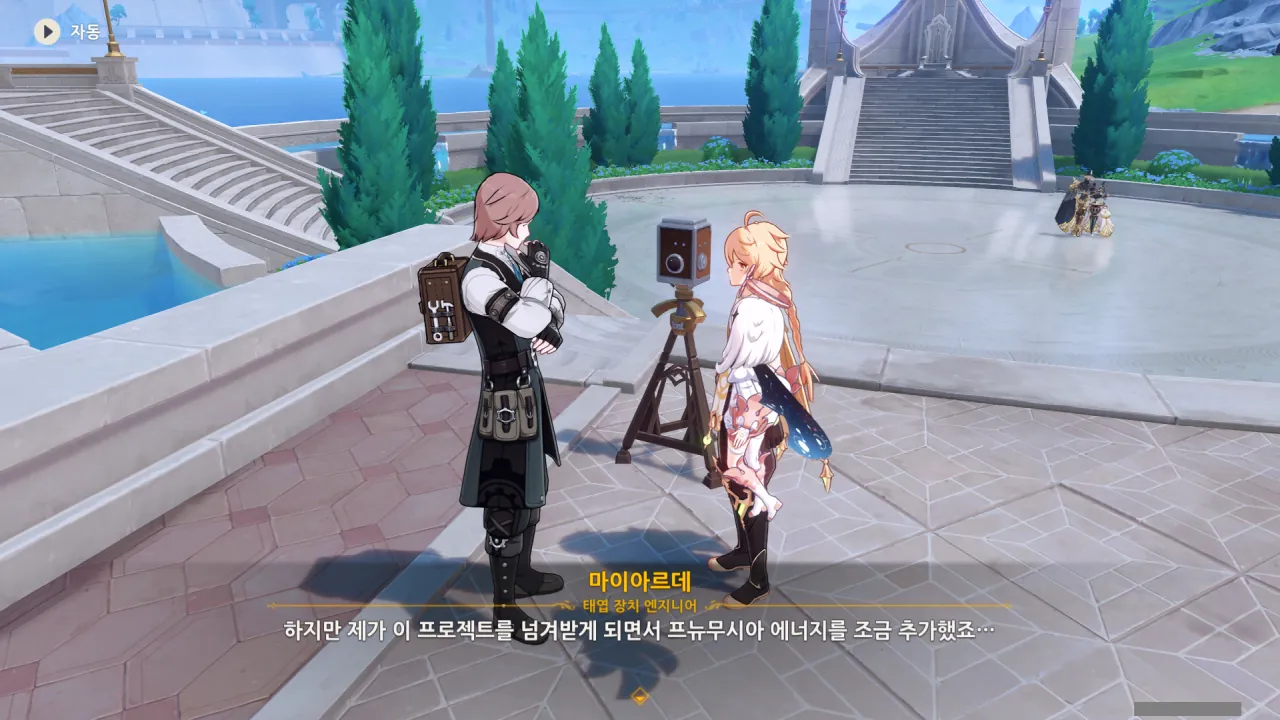 자동
마이아르데
태엽 장치 엔지니어
하지만 제가 이 프로젝트를 넘겨받게 되면서 프뉴무시아 에너지를 조금 추가했죠…